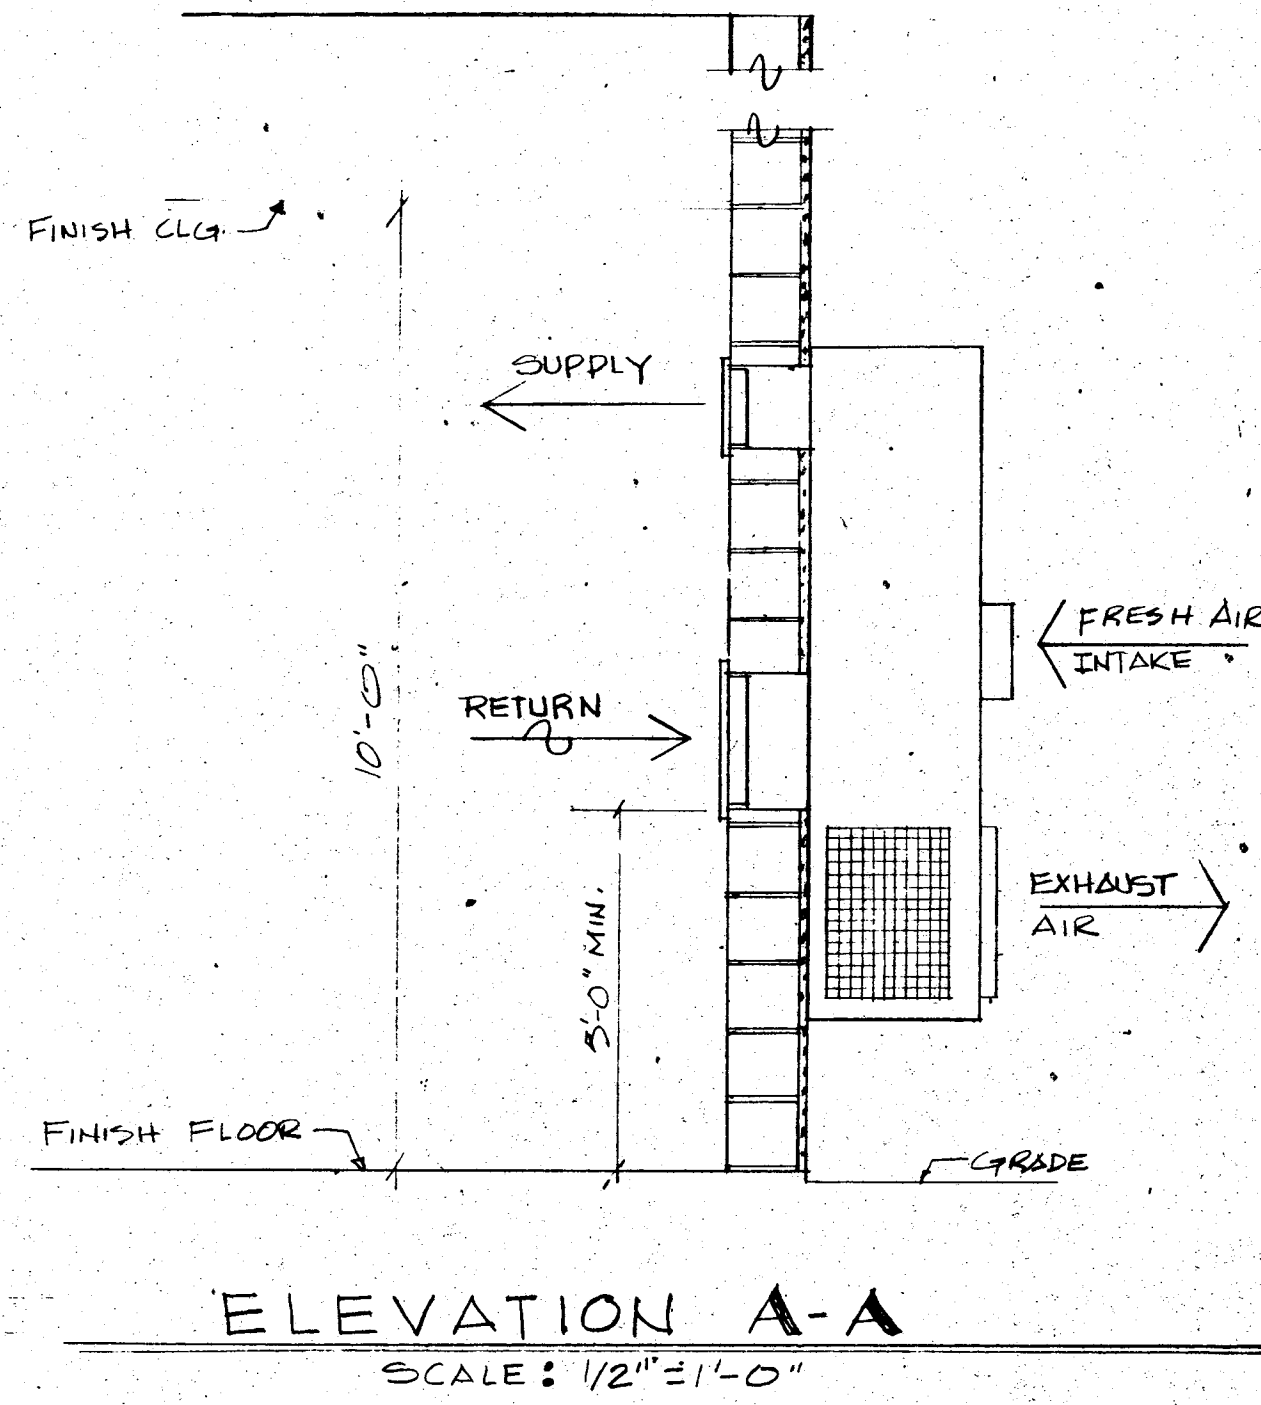 FINISH CLG.
SUPPLY
FRESH AIR
INTAKE
10'-0"
RETURN
EXHAUST
AIR
3'-0" MIN.
FINISH FLOOR
GRADE
ELEVATION A-A
SCALE: 1/2"=1'-0"